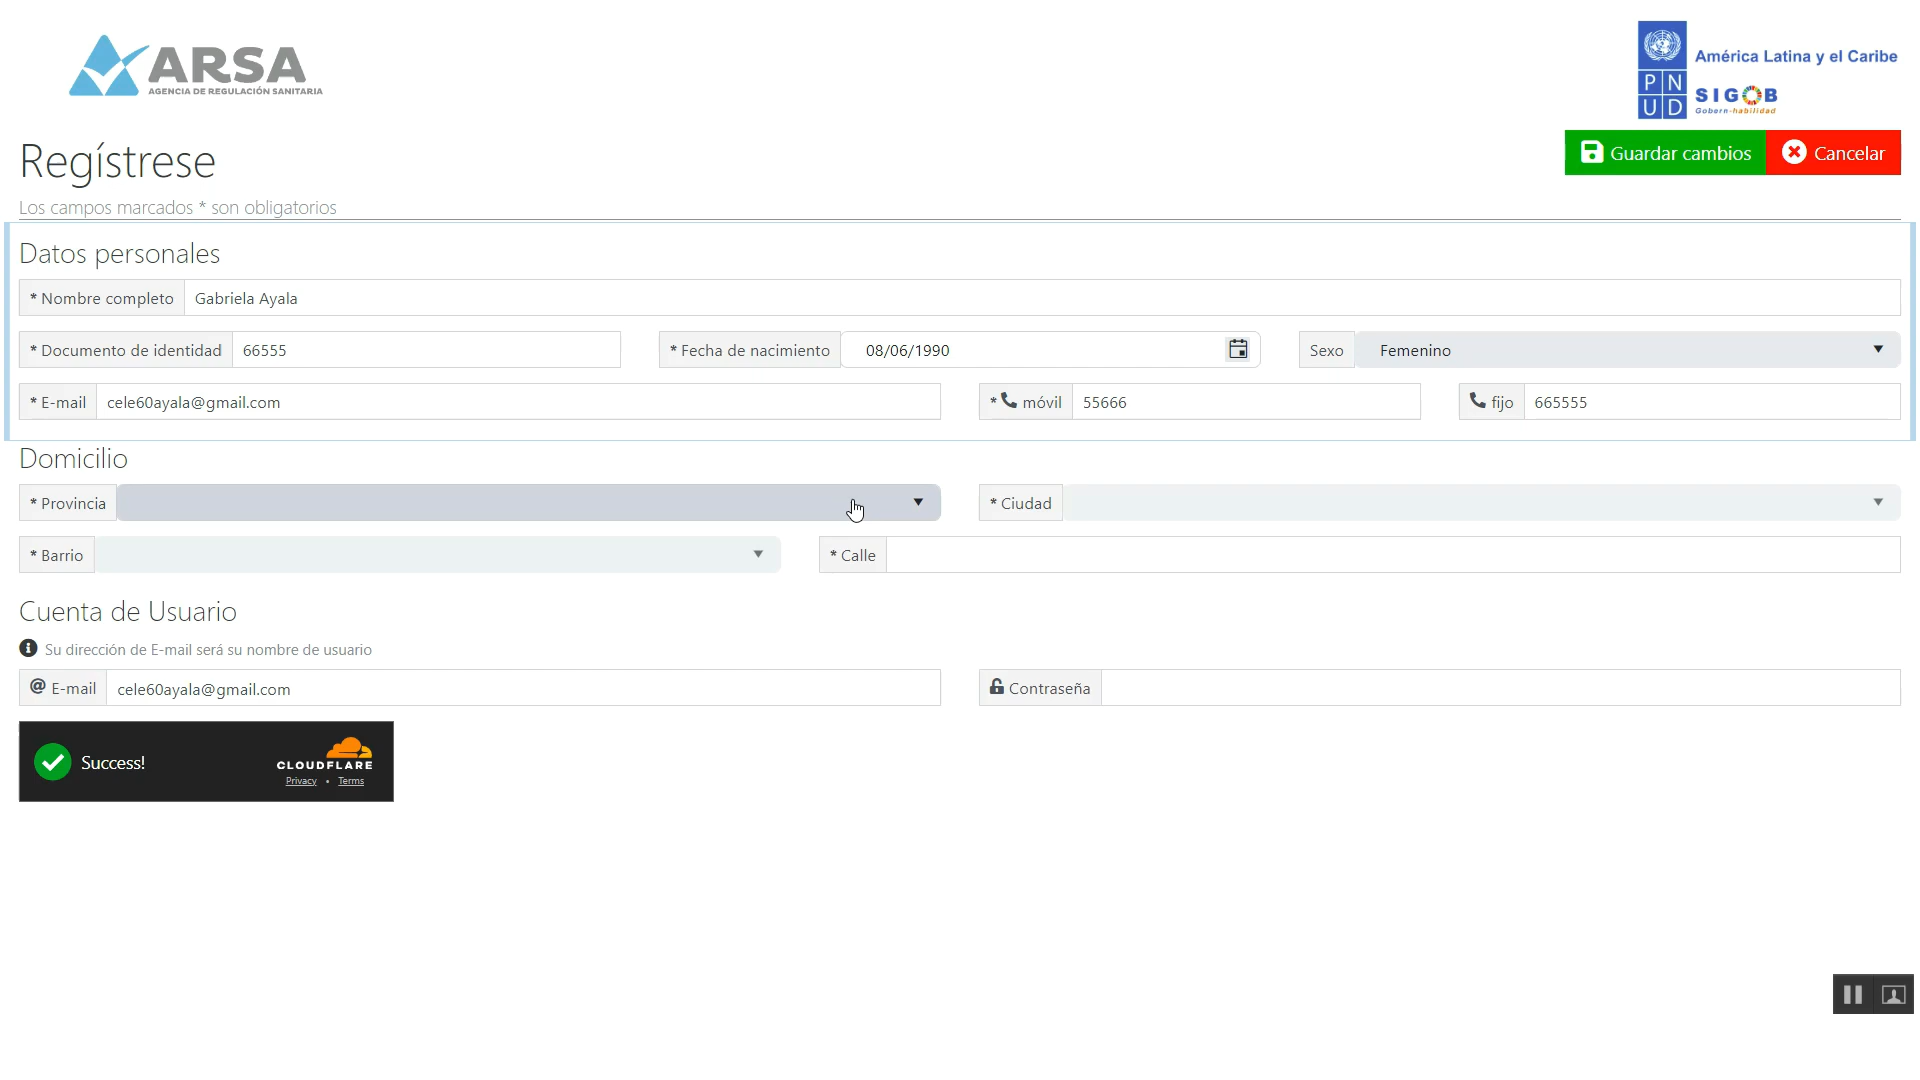 ARSA
AGENCIA DE REGULACIÓN SANITARIA
PNUD
América Latina y el Caribe
SIGOB
Gobern-habilidad
Regístrese
Guardar cambios
Cancelar
Los campos marcados * son obligatorios
Datos personales
* Nombre completo Gabriela Ayala
* Documento de identidad 66555 * Fecha de nacimiento 08/06/1990 Sexo Femenino
* E-mail cele60ayala@gmail.com * móvil 55666 fijo 665555
Domicilio
* Provincia * Ciudad
* Barrio * Calle
Cuenta de Usuario
Su dirección de E-mail será su nombre de usuario
@ E-mail cele60ayala@gmail.com Contraseña
Success!
CLOUDFLARE
Privacy • Terms